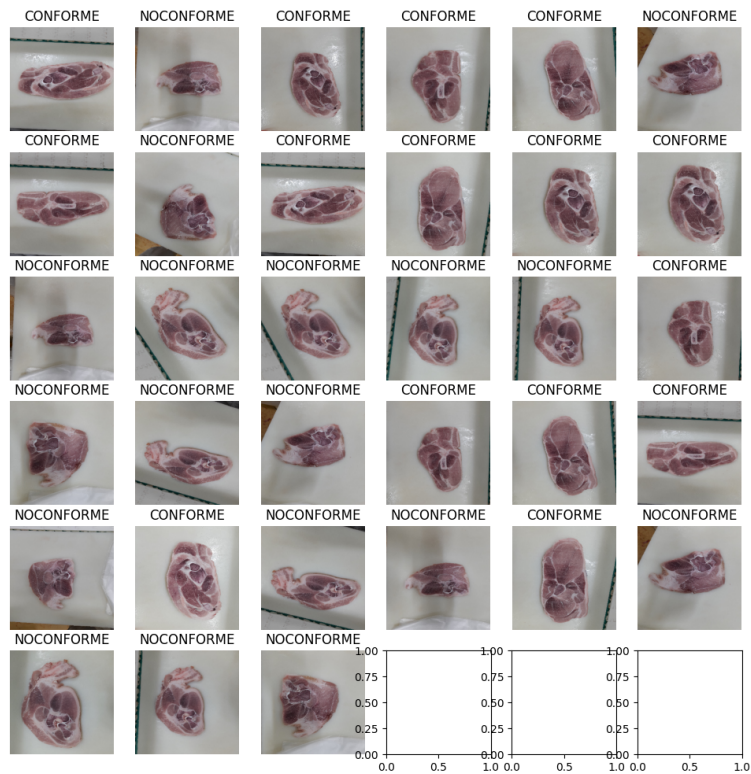 CONFORME NOCONFORME CONFORME CONFORME CONFORME NOCONFORME
CONFORME NOCONFORME CONFORME CONFORME CONFORME CONFORME
NOCONFORME NOCONFORME NOCONFORME NOCONFORME NOCONFORME CONFORME
NOCONFORME NOCONFORME NOCONFORME CONFORME CONFORME CONFORME
NOCONFORME CONFORME NOCONFORME NOCONFORME CONFORME NOCONFORME
NOCONFORME NOCONFORME NOCONFORME
1.00 1.00 1.00
0.75 0.75 0.75
0.50 0.50 0.50
0.25 0.25 0.25
0.00 0.00 0.00
0.0 0.5 1.0 0.0 0.5 1.0 0.0 0.5 1.0